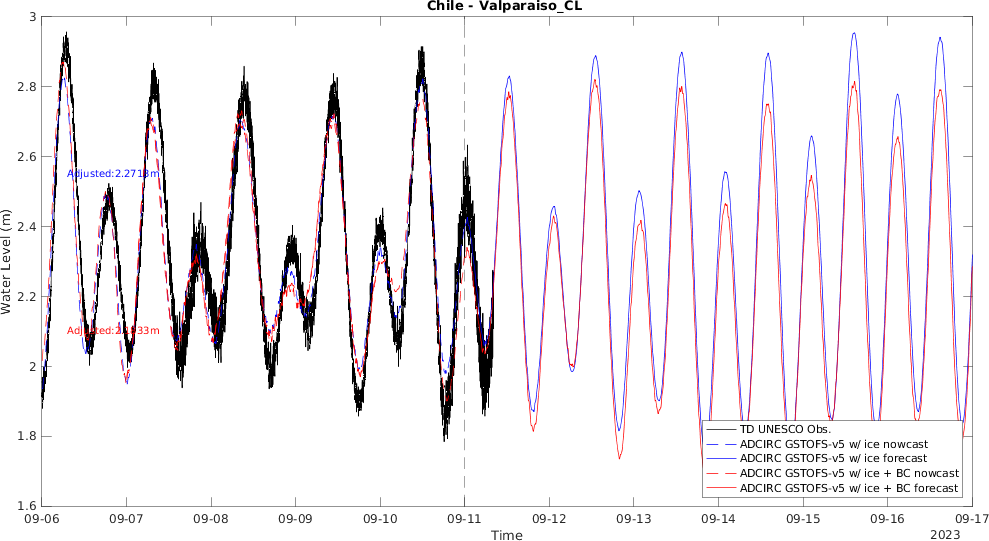 Chile - Valparaiso_CL
3
2.8
2.6
2.4
2.2
2
1.8
1.6
Water Level (m)
Adjusted:2.2713m
TD UNESCO Obs.
ADCIRC GSTOFS-v5 w/ ice nowcast
ADCIRC GSTOFS-v5 w/ ice forecast
ADCIRC GSTOFS-v5 w/ ice + BC nowcast
ADCIRC GSTOFS-v5 w/ ice + BC forecast
09-06 09-07 09-08 09-09 09-10 09-11 09-12 09-13 09-14 09-15 09-16 09-17
Time
2023